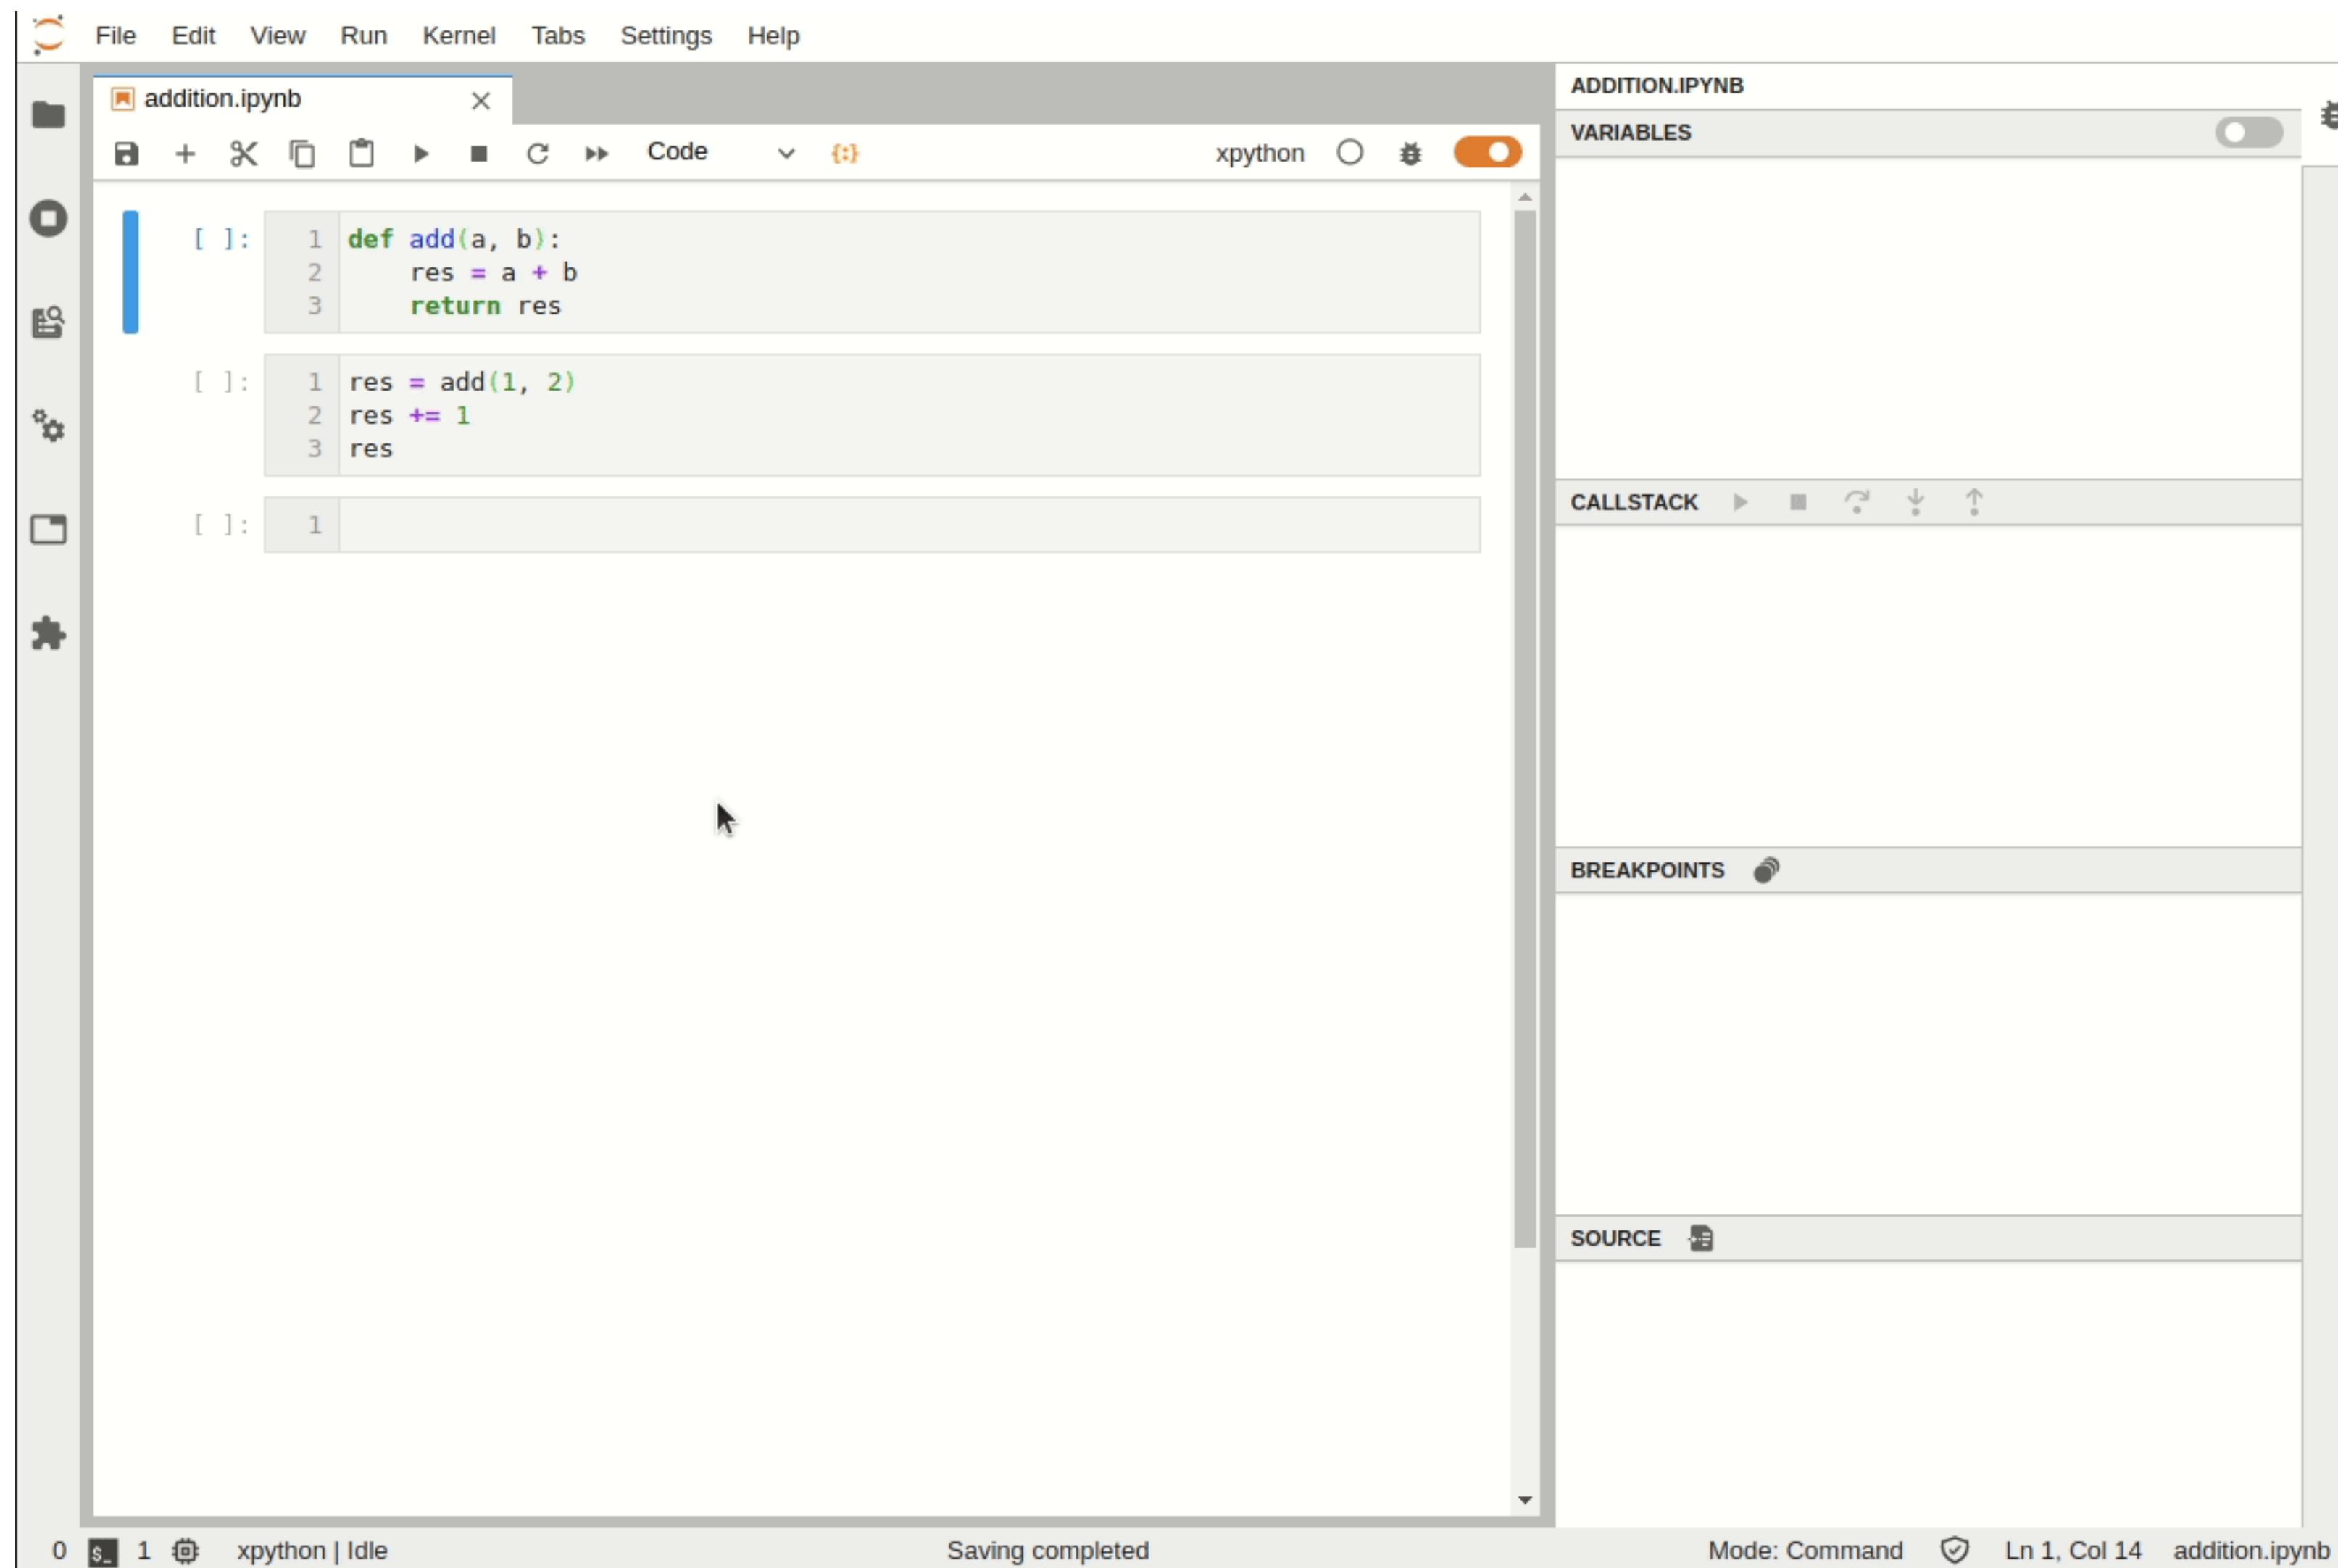 File Edit View Run Kernel Tabs Settings Help
addition.ipynb
Code {:} xpython
[ ]: 1 def add(a, b):
2     res = a + b
3     return res
[ ]: 1 res = add(1, 2)
2 res += 1
3 res
[ ]: 1
ADDITION.IPYNB
VARIABLES
CALLSTACK
BREAKPOINTS
SOURCE
0 $_ 1 xpython | Idle Saving completed Mode: Command Ln 1, Col 14 addition.ipynb